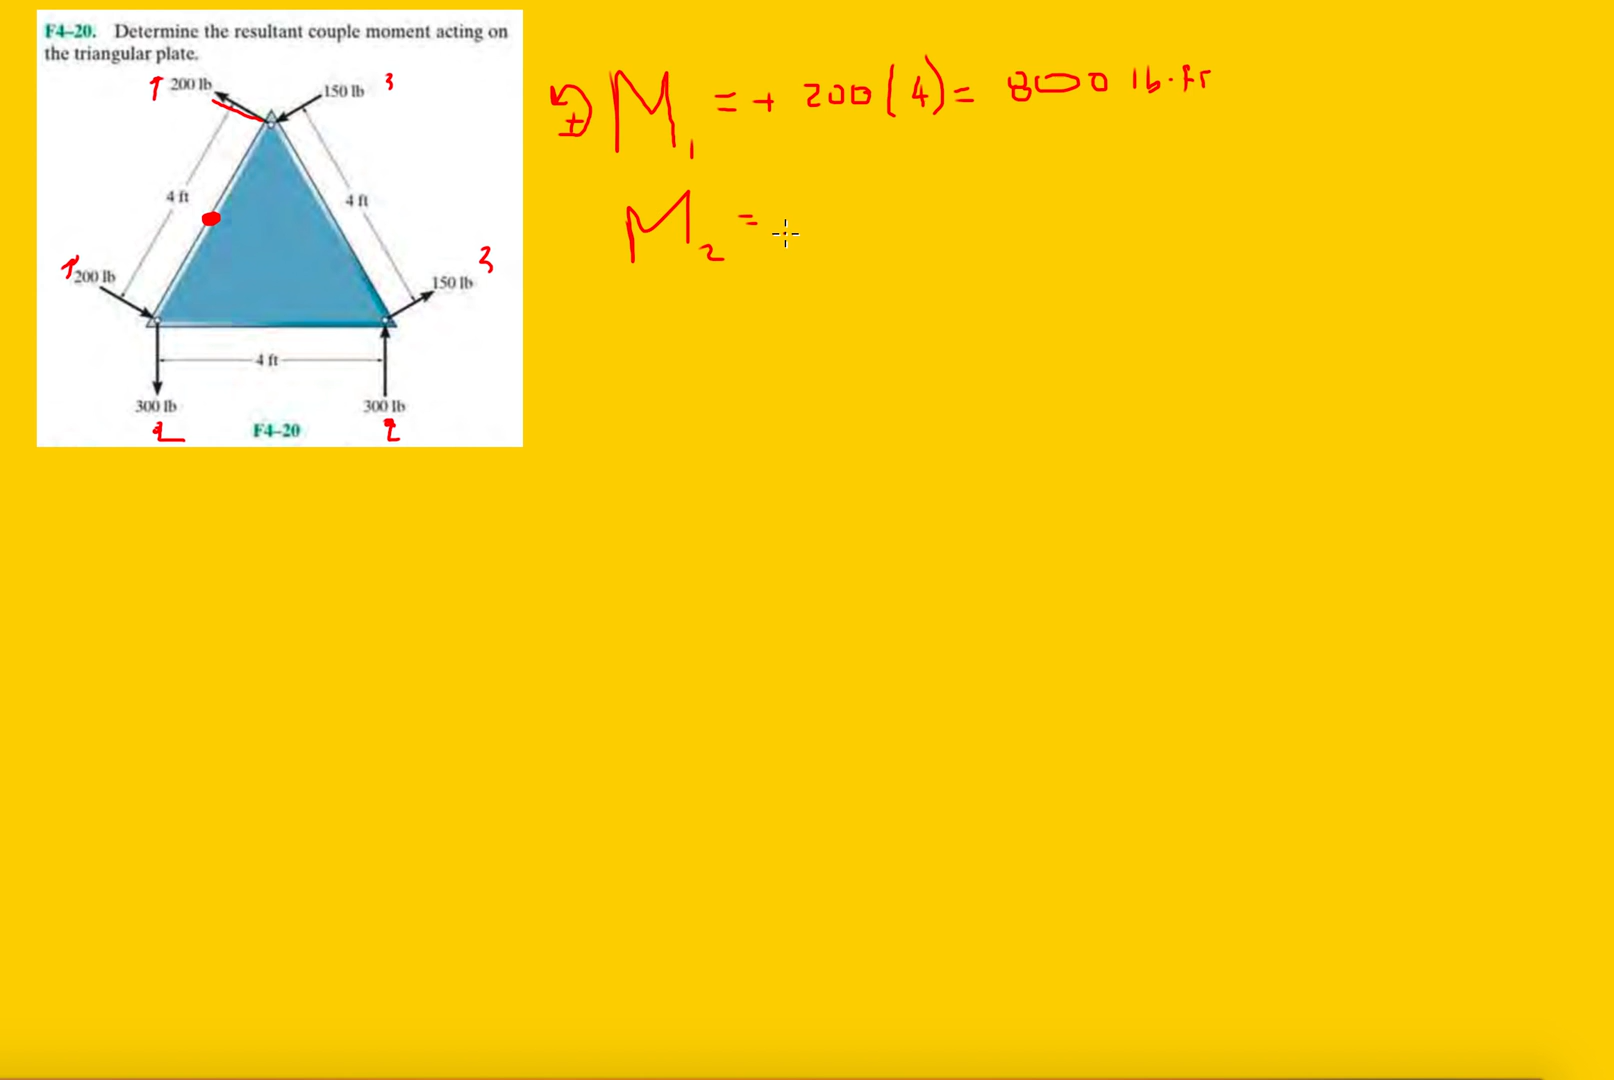 F4–20. Determine the resultant couple moment acting on
the triangular plate.
1 200 lb
150 lb 3
4 ft
4 ft
1 200 lb
150 lb 3
4 ft
300 lb
300 lb
2
F4–20
2
+ M1 = + 200(4) = 800 lb·ft
M2 =